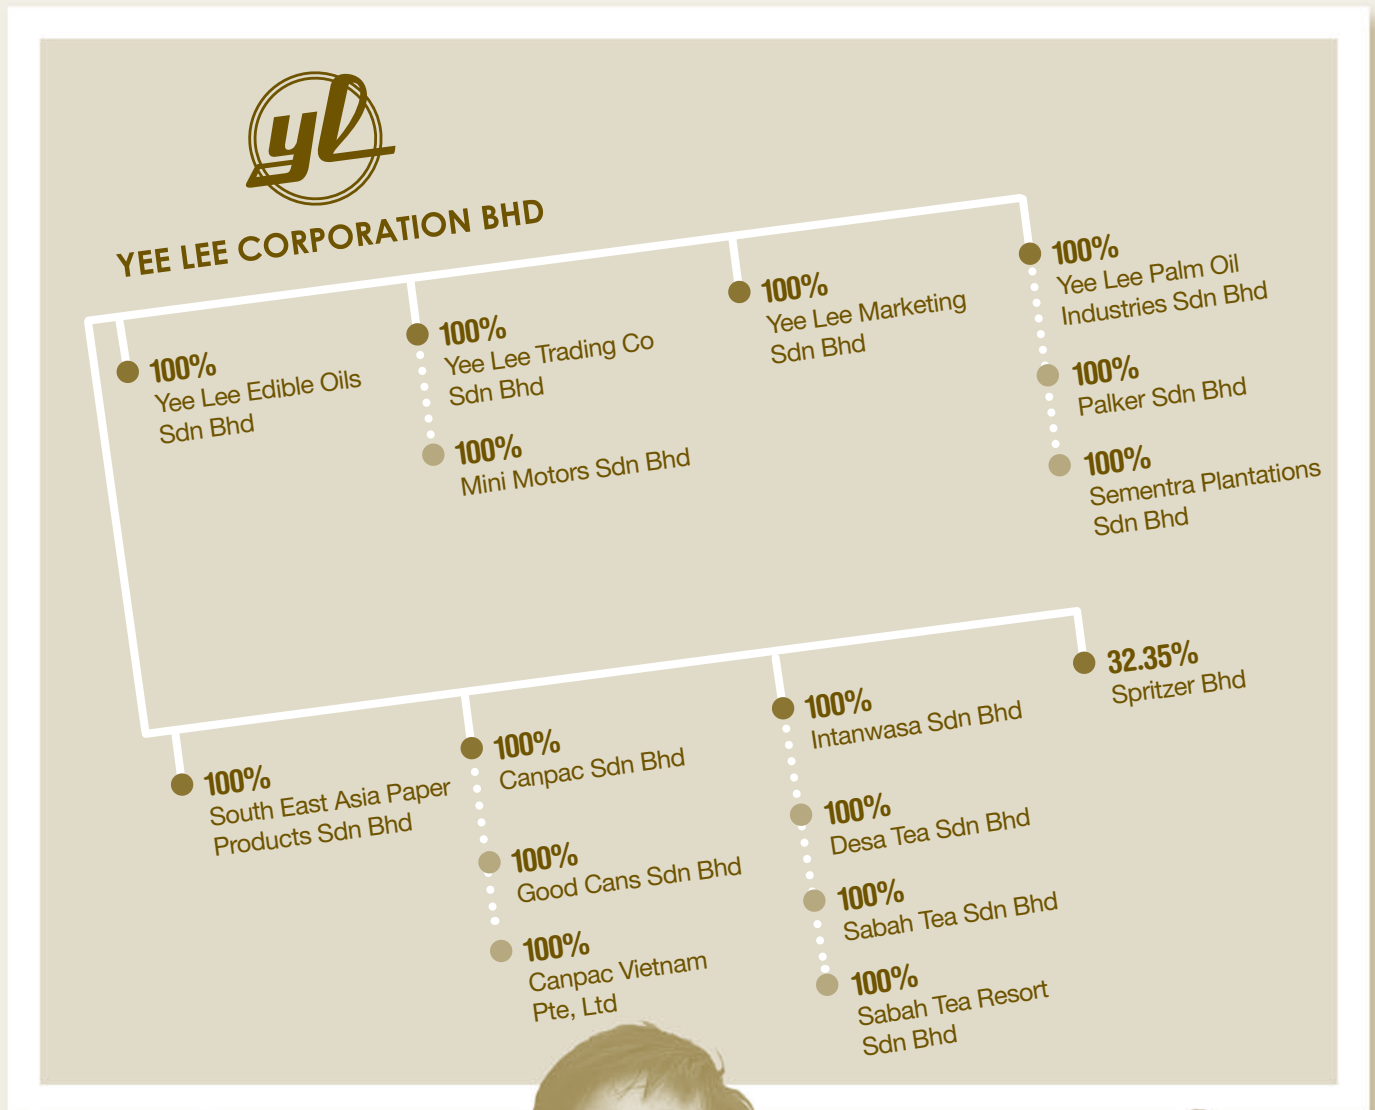 yl
YEE LEE CORPORATION BHD
100%
Yee Lee Edible Oils
Sdn Bhd
100%
Yee Lee Trading Co
Sdn Bhd
100%
Mini Motors Sdn Bhd
100%
Yee Lee Marketing
Sdn Bhd
100%
Yee Lee Palm Oil
Industries Sdn Bhd
100%
Palker Sdn Bhd
100%
Sementra Plantations
Sdn Bhd
100%
South East Asia Paper
Products Sdn Bhd
100%
Canpac Sdn Bhd
100%
Good Cans Sdn Bhd
100%
Canpac Vietnam
Pte, Ltd
100%
Intanwasa Sdn Bhd
100%
Desa Tea Sdn Bhd
100%
Sabah Tea Sdn Bhd
100%
Sabah Tea Resort
Sdn Bhd
32.35%
Spritzer Bhd